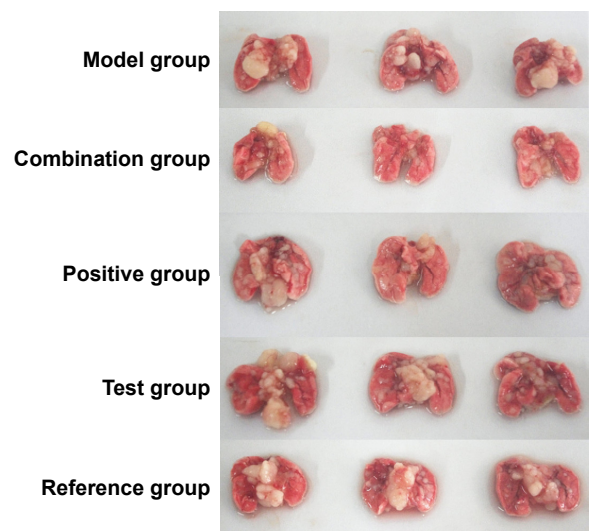 Model group
Combination group
Positive group
Test group
Reference group